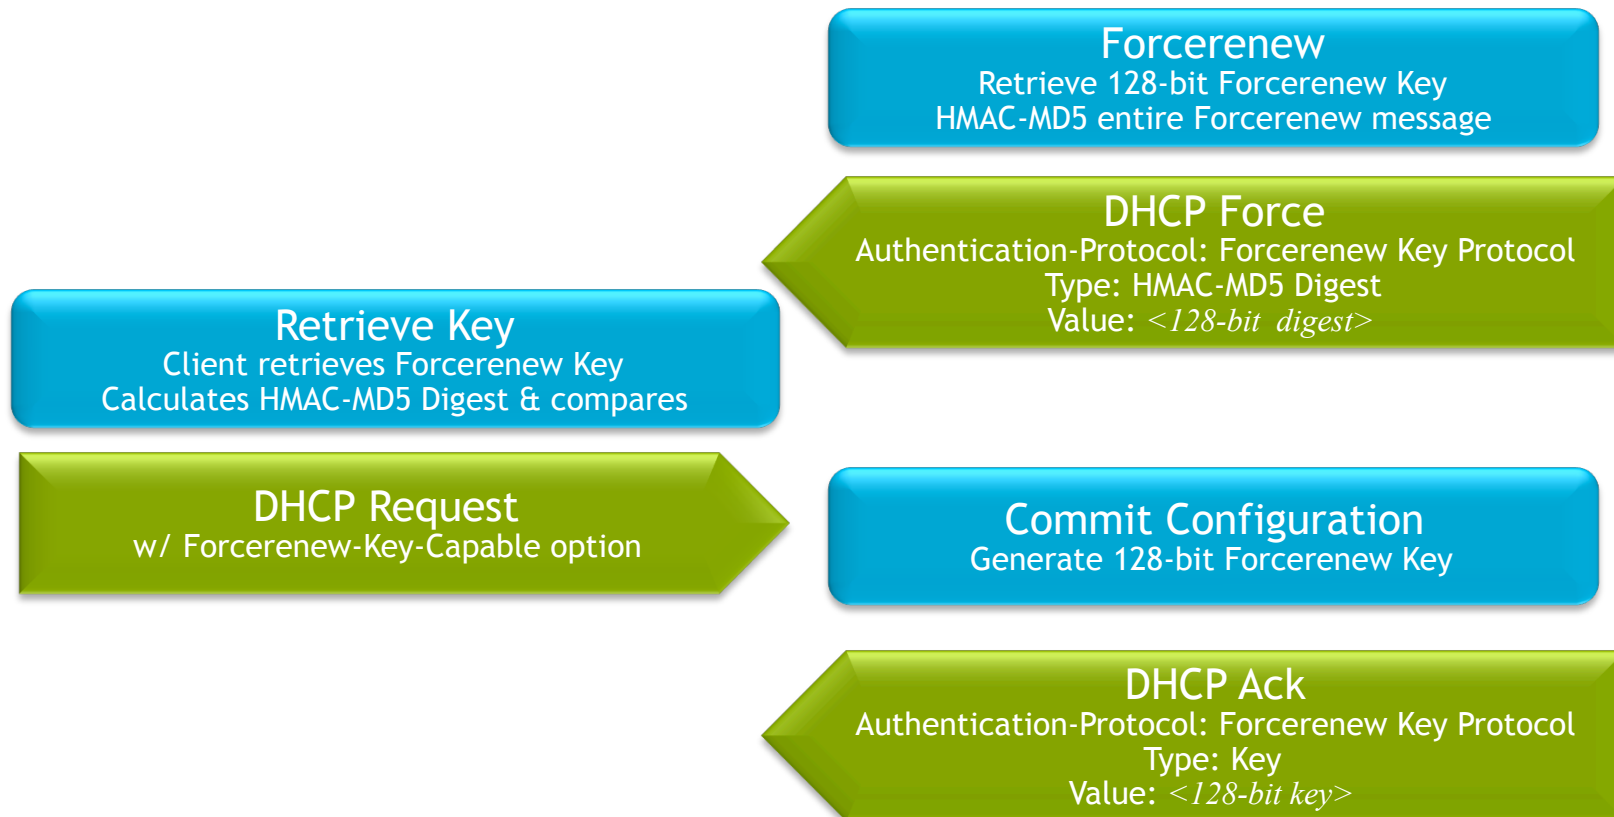 Forcerenew
Retrieve 128-bit Forcerenew Key
HMAC-MD5 entire Forcerenew message
DHCP Force
Authentication-Protocol: Forcerenew Key Protocol
Type: HMAC-MD5 Digest
Value: <128-bit digest>
Retrieve Key
Client retrieves Forcerenew Key
Calculates HMAC-MD5 Digest & compares
DHCP Request
w/ Forcerenew-Key-Capable option
Commit Configuration
Generate 128-bit Forcerenew Key
DHCP Ack
Authentication-Protocol: Forcerenew Key Protocol
Type: Key
Value: <128-bit key>